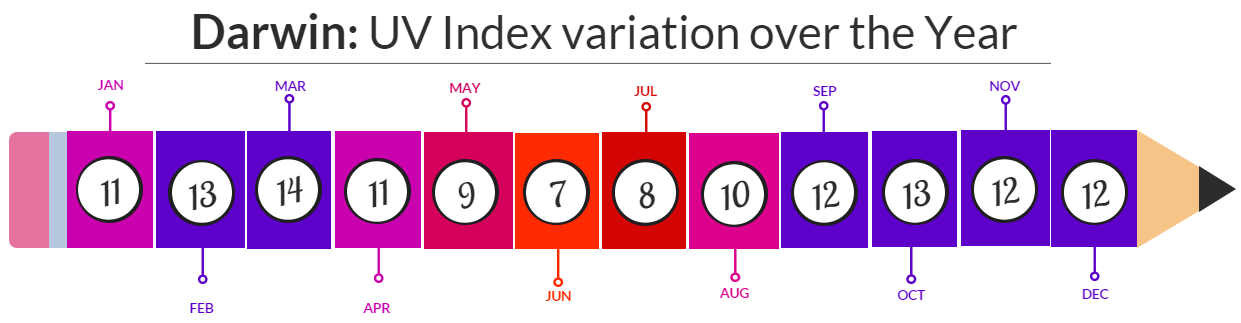 Darwin: UV Index variation over the Year
JAN
MAR
MAY
JUL
SEP
NOV
11
13
14
11
9
7
8
10
12
13
12
12
FEB
APR
JUN
AUG
OCT
DEC